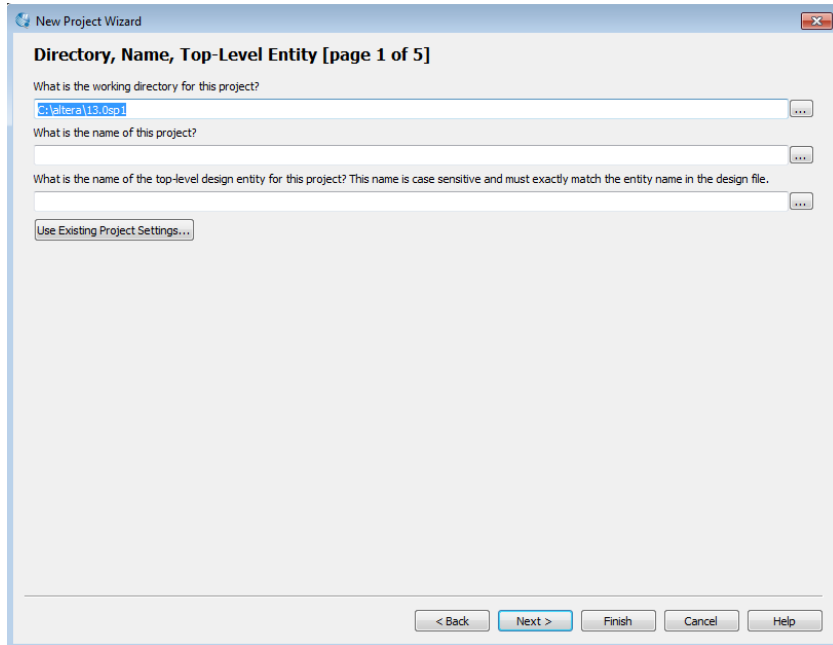 New Project Wizard
Directory, Name, Top-Level Entity [page 1 of 5]
What is the working directory for this project?
C:\altera\13.0sp1
...
What is the name of this project?
...
What is the name of the top-level design entity for this project? This name is case sensitive and must exactly match the entity name in the design file.
...
Use Existing Project Settings...
< Back Next > Finish Cancel Help